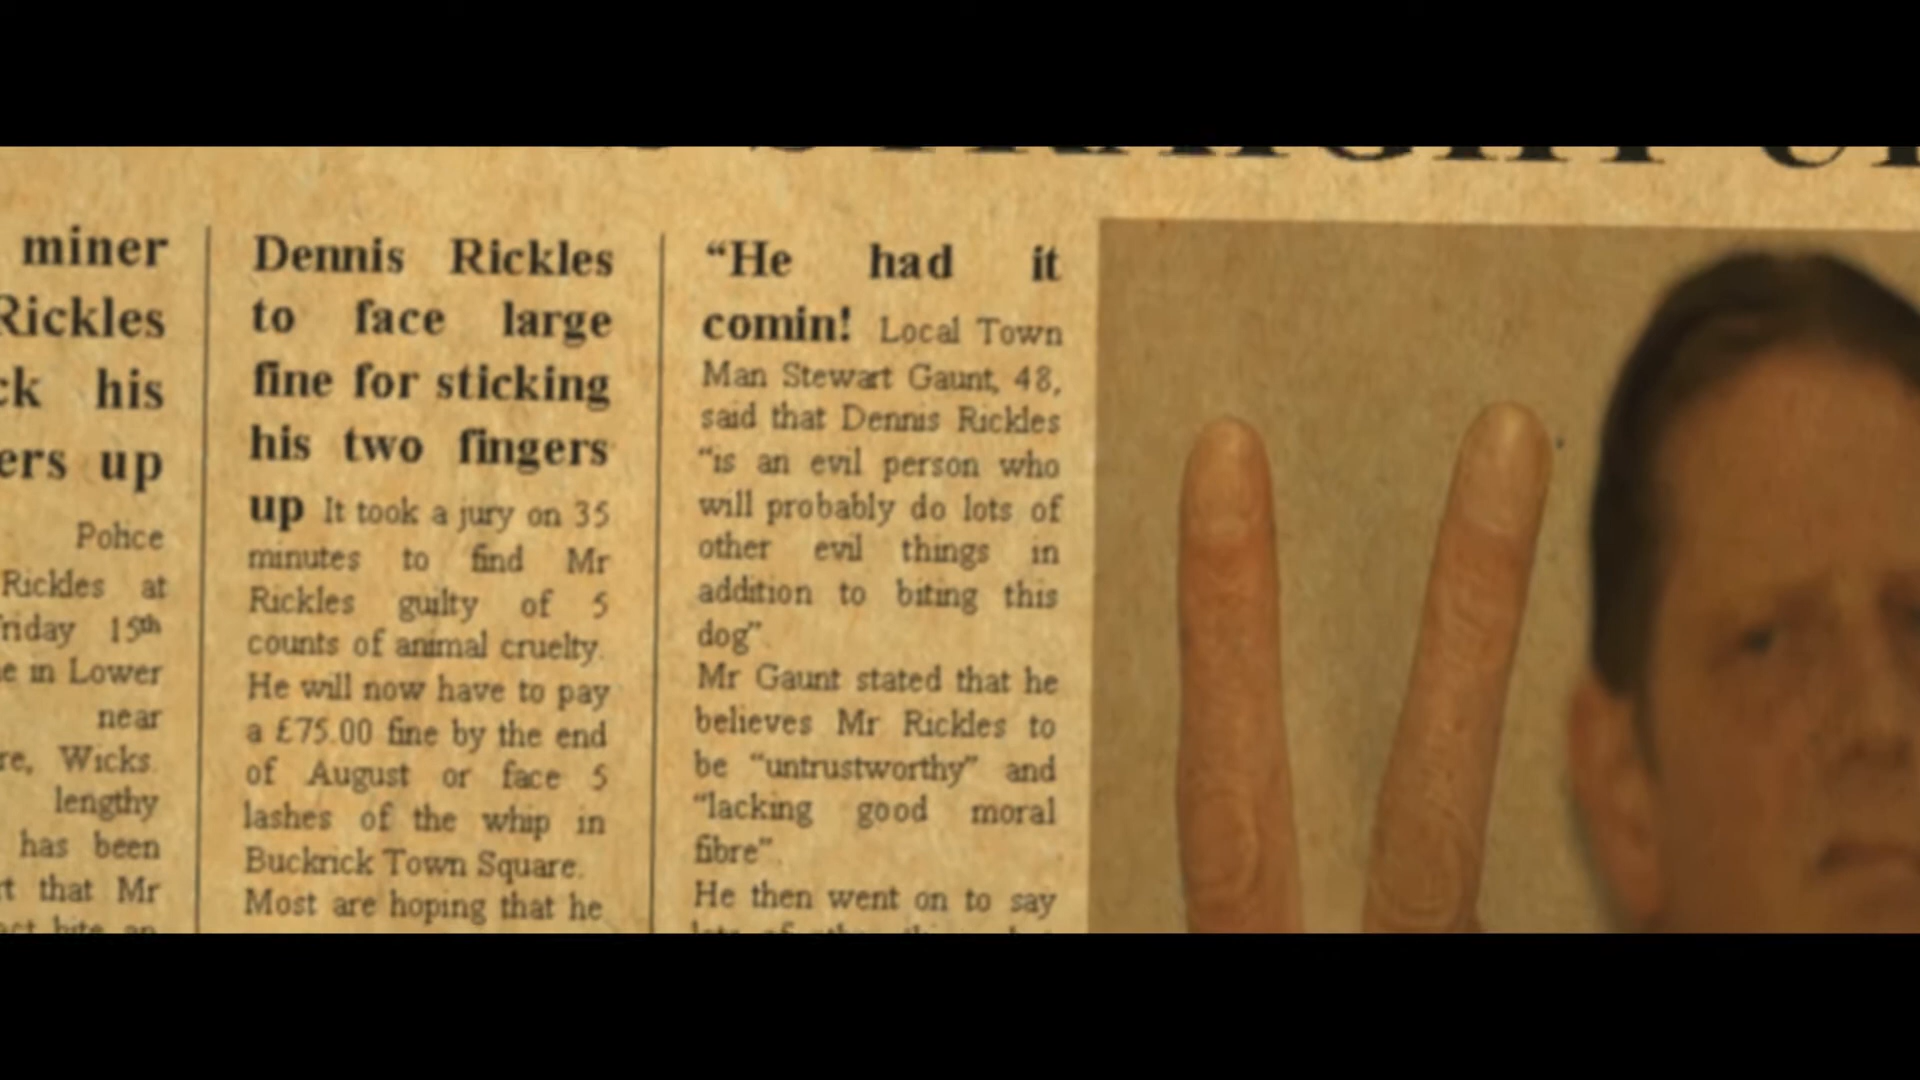 miner
Rickles
his
up
Police
Rickles at
15th
in Lower
near
Wicks.
lengthy
has been
that Mr
Dennis Rickles
to face large
fine for sticking
his two fingers
up It took a jury on 35
minutes to find Mr
Rickles guilty of 5
counts of animal cruelty.
He will now have to pay
a £75.00 fine by the end
of August or face 5
lashes of the whip in
Buckrick Town Square.
Most are hoping that he
“He had it
comin! Local Town
Man Stewart Gaunt, 48,
said that Dennis Rickles
“is an evil person who
will probably do lots of
other evil things in
addition to biting this
dog”.
Mr Gaunt stated that he
believes Mr Rickles to
be “untrustworthy” and
“lacking good moral
fibre”.
He then went on to say